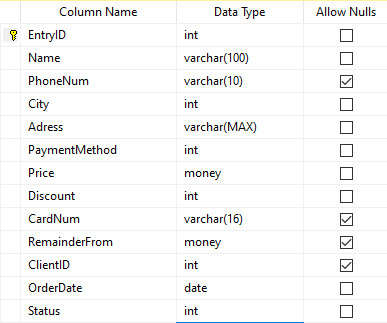 Column Name Data Type Allow Nulls
EntryID int
Name varchar(100)
PhoneNum varchar(10)
City int
Adress varchar(MAX)
PaymentMethod int
Price money
Discount int
CardNum varchar(16)
RemainderFrom money
ClientID int
OrderDate date
Status int